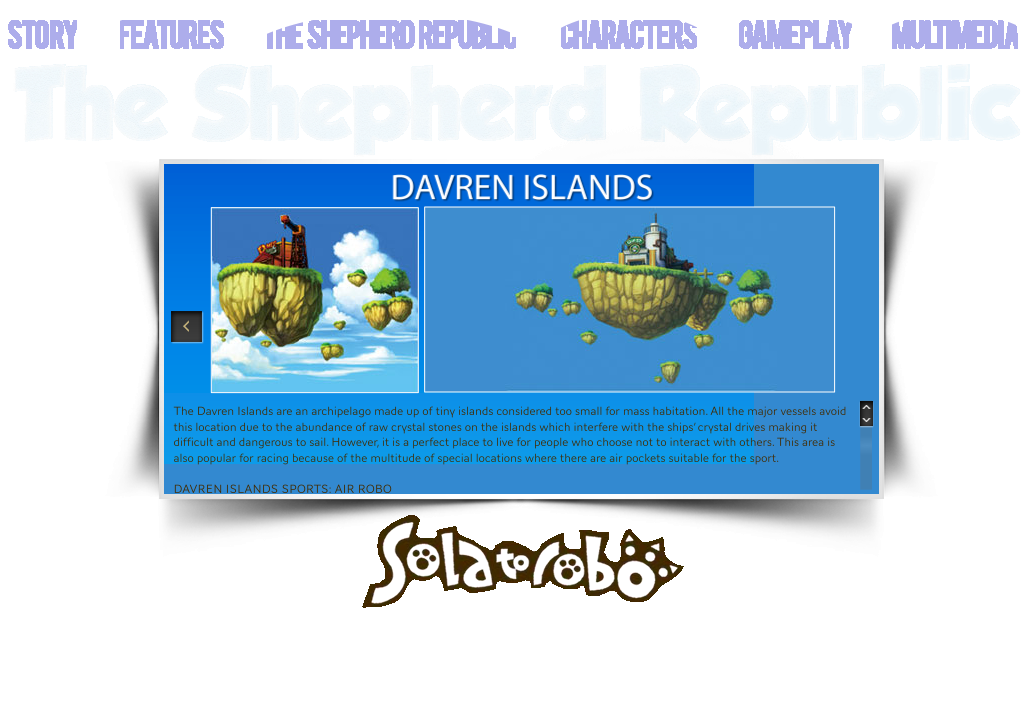 STORY FEATURES THE SHEPHERD REPUBLIC CHARACTERS GAMEPLAY MULTIMEDIA
The Shepherd Republic
DAVREN ISLANDS
The Davren Islands are an archipelago made up of tiny islands considered too small for mass habitation. All the major vessels avoid
this location due to the abundance of raw crystal stones on the islands which interfere with the ships' crystal drives making it
difficult and dangerous to sail. However, it is a perfect place to live for people who choose not to interact with others. This area is
also popular for racing because of the multitude of special locations where there are air pockets suitable for the sport.
DAVREN ISLANDS SPORTS: AIR ROBO
Solatorobo